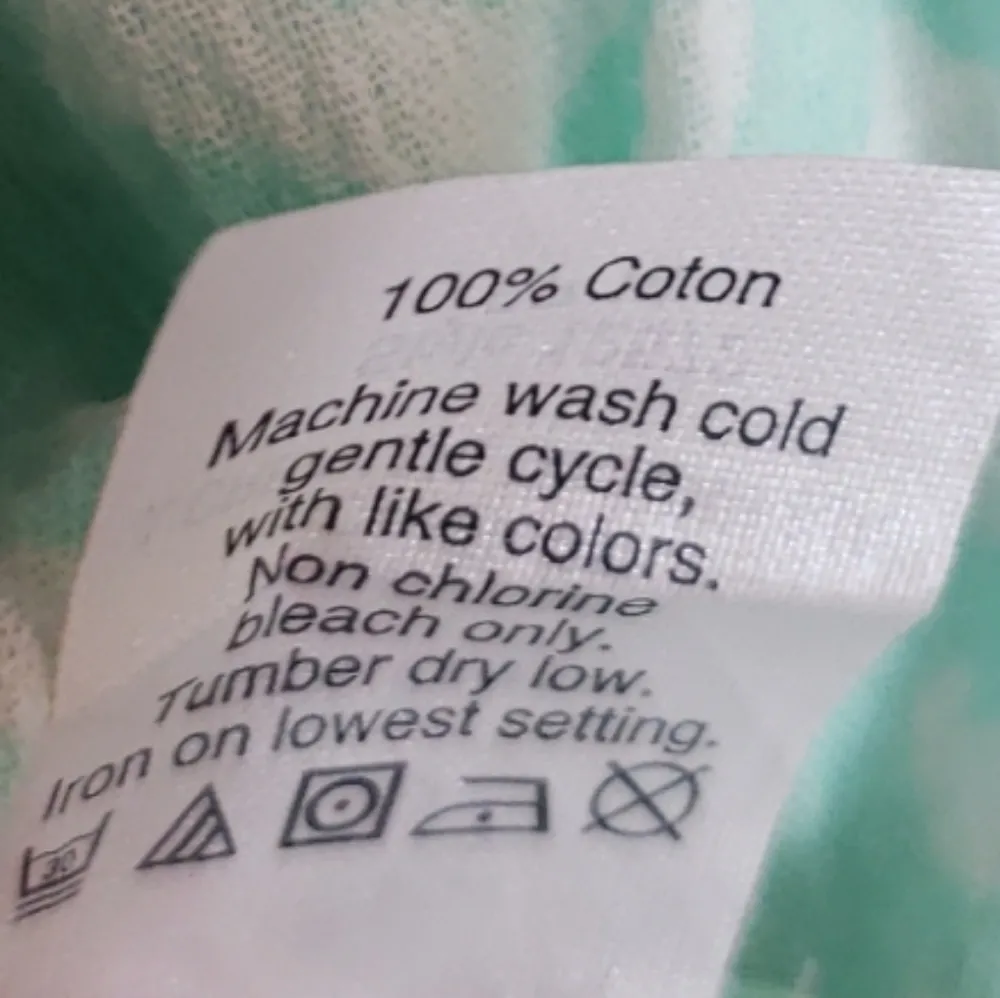 100% Coton
Machine wash cold
gentle cycle,
with like colors.
Non chlorine
bleach only.
Tumber dry low.
Iron on lowest setting.
30